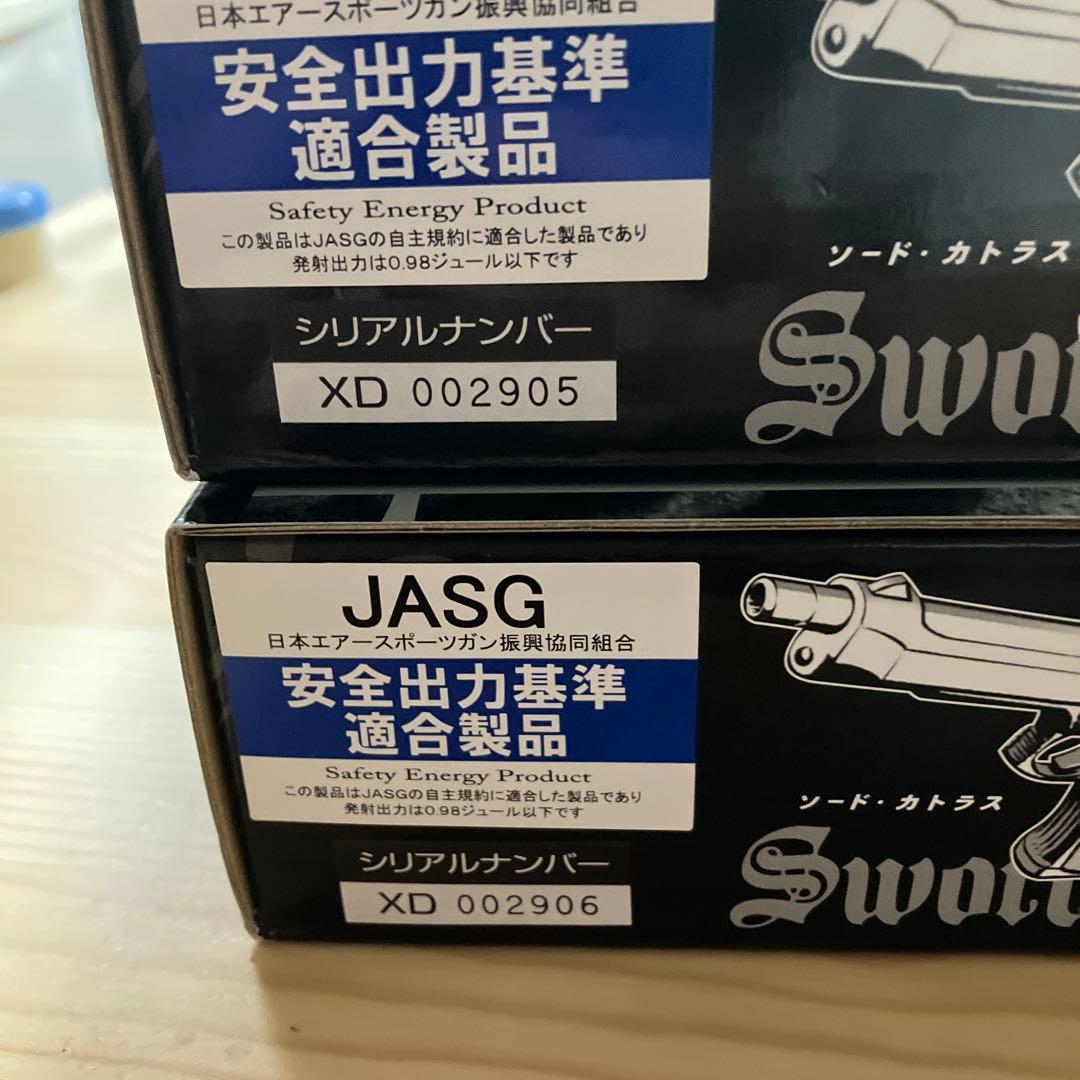 日本エアースポーツガン振興協同組合
安全出力基準
適合製品
Safety Energy Product
この製品はJASGの自主規約に適合した製品であり
発射出力は0.98ジュール以下です
シリアルナンバー
XD 002905
ソード・カトラス
Swor
JASG
日本エアースポーツガン振興協同組合
安全出力基準
適合製品
Safety Energy Product
この製品はJASGの自主規約に適合した製品であり
発射出力は0.98ジュール以下です
シリアルナンバー
XD 002906
ソード・カトラス
Sword